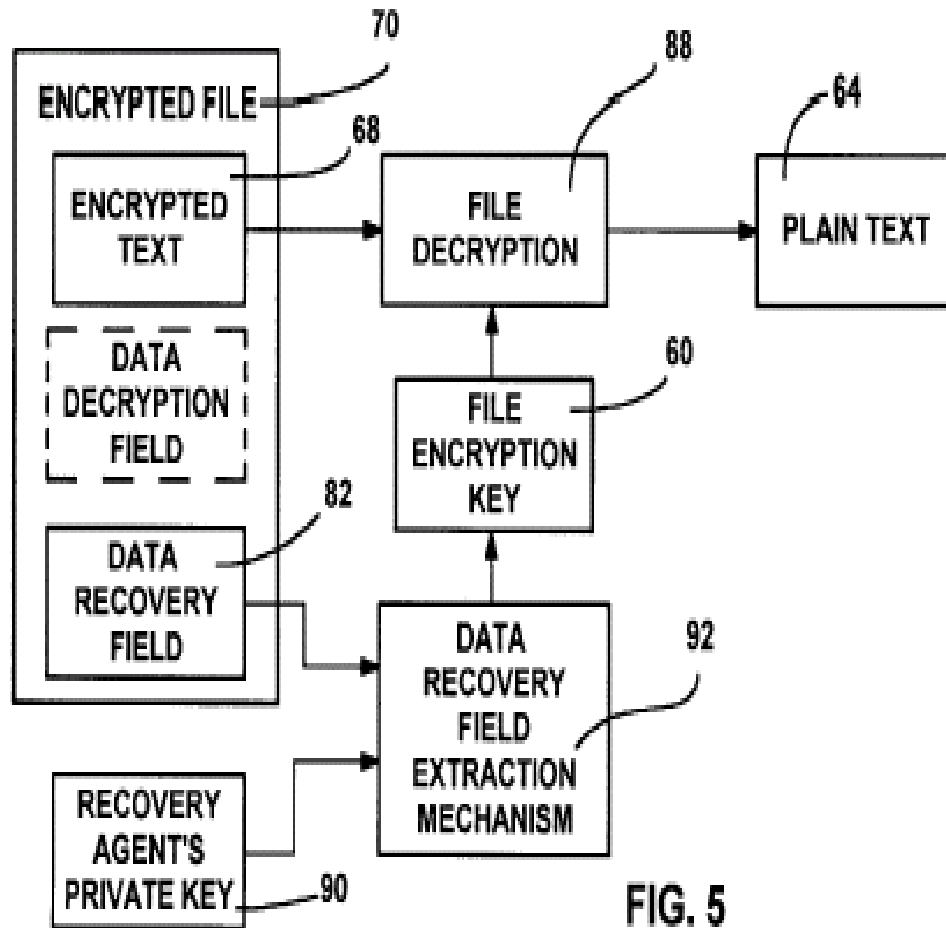 70
ENCRYPTED FILE
68
ENCRYPTED
TEXT
88
FILE
DECRYPTION
64
PLAIN TEXT
DATA
DECRYPTION
FIELD
60
FILE
ENCRYPTION
KEY
82
DATA
RECOVERY
FIELD
92
DATA
RECOVERY
FIELD
EXTRACTION
MECHANISM
RECOVERY
AGENT'S
PRIVATE KEY
90
FIG. 5